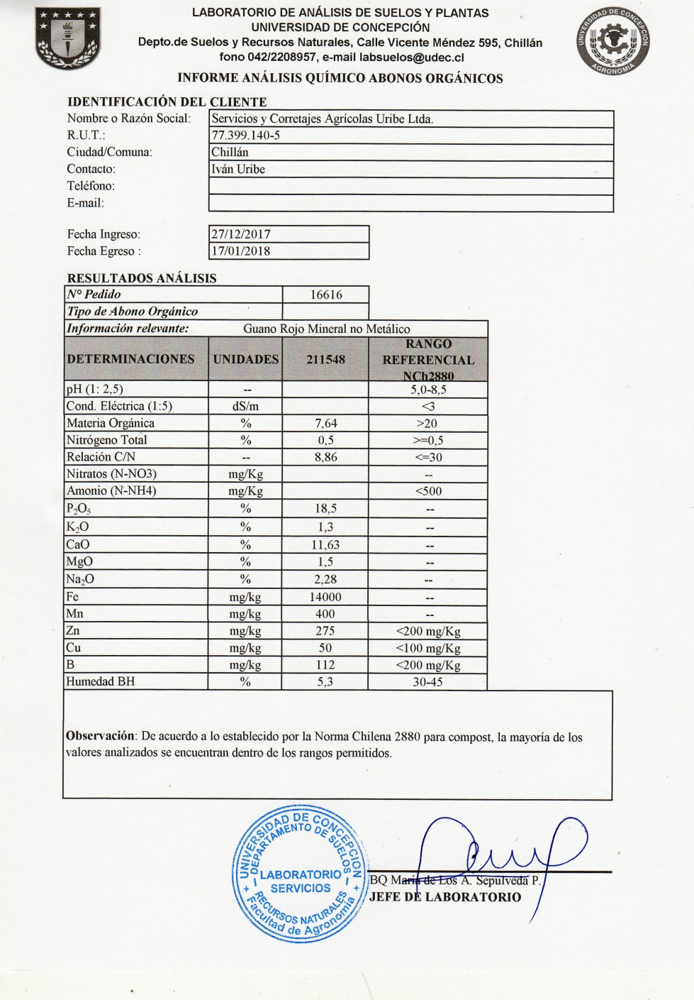 LABORATORIO DE ANÁLISIS DE SUELOS Y PLANTAS
UNIVERSIDAD DE CONCEPCIÓN
Depto.de Suelos y Recursos Naturales, Calle Vicente Méndez 595, Chillán
fono 042/2208957, e-mail labsuelos@udec.cl
UNIVERSIDAD DE CONCEPCION
AGRONOMIA
INFORME ANÁLISIS QUÍMICO ABONOS ORGÁNICOS
IDENTIFICACIÓN DEL CLIENTE
Nombre o Razón Social: Servicios y Corretajes Agrícolas Uribe Ltda.
R.U.T.: 77.399.140-5
Ciudad/Comuna: Chillán
Contacto: Iván Uribe
Teléfono:
E-mail:
Fecha Ingreso: 27/12/2017
Fecha Egreso : 17/01/2018
RESULTADOS ANÁLISIS
N° Pedido 16616
Tipo de Abono Orgánico
Información relevante: Guano Rojo Mineral no Metálico
DETERMINACIONES UNIDADES 211548 RANGO REFERENCIAL NCh2880
pH (1: 2,5) -- 5,0-8,5
Cond. Eléctrica (1:5) dS/m <3
Materia Orgánica % 7,64 >20
Nitrógeno Total % 0,5 >=0,5
Relación C/N -- 8,86 <=30
Nitratos (N-NO3) mg/Kg --
Amonio (N-NH4) mg/Kg <500
P₂O₅ % 18,5 --
K₂O % 1,3 --
CaO % 11,63 --
MgO % 1,5 --
Na₂O % 2,28 --
Fe mg/kg 14000 --
Mn mg/kg 400 --
Zn mg/kg 275 <200 mg/Kg
Cu mg/kg 50 <100 mg/Kg
B mg/kg 112 <200 mg/Kg
Humedad BH % 5,3 30-45
Observación: De acuerdo a lo establecido por la Norma Chilena 2880 para compost, la mayoría de los
valores analizados se encuentran dentro de los rangos permitidos.
UNIVERSIDAD DE CONCEPCION
DEPARTAMENTO DE SUELOS
LABORATORIO
SERVICIOS
RECURSOS NATURALES
Facultad de Agronomía
BQ María de Los A. Sepúlveda P.
JEFE DE LABORATORIO